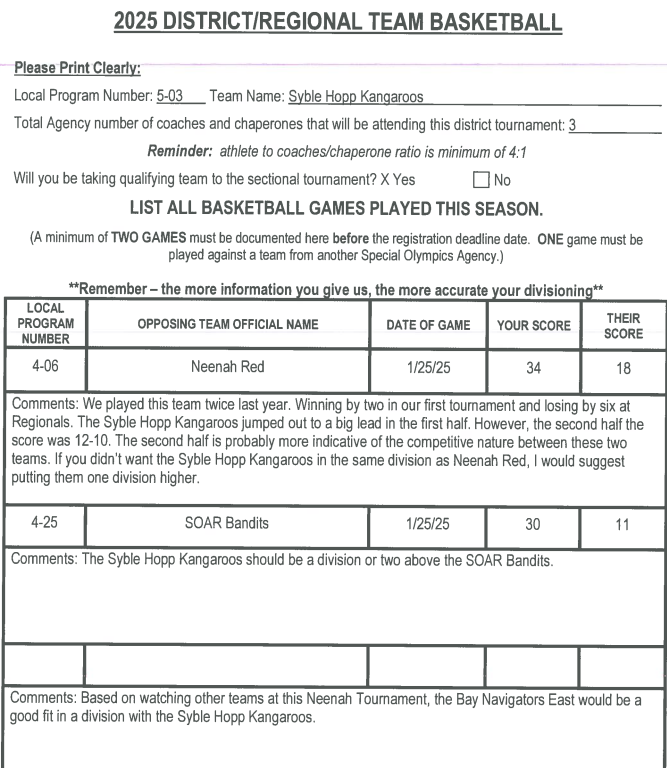 2025 DISTRICT/REGIONAL TEAM BASKETBALL
Please Print Clearly:
Local Program Number: 5-03 Team Name: Syble Hopp Kangaroos
Total Agency number of coaches and chaperones that will be attending this district tournament: 3
Reminder: athlete to coaches/chaperone ratio is minimum of 4:1
Will you be taking qualifying team to the sectional tournament? X Yes ☐ No
LIST ALL BASKETBALL GAMES PLAYED THIS SEASON.
(A minimum of TWO GAMES must be documented here before the registration deadline date. ONE game must be
played against a team from another Special Olympics Agency.)
**Remember – the more information you give us, the more accurate your divisioning**
LOCAL PROGRAM NUMBER OPPOSING TEAM OFFICIAL NAME DATE OF GAME YOUR SCORE THEIR SCORE
4-06 Neenah Red 1/25/25 34 18
Comments: We played this team twice last year. Winning by two in our first tournament and losing by six at
Regionals. The Syble Hopp Kangaroos jumped out to a big lead in the first half. However, the second half the
score was 12-10. The second half is probably more indicative of the competitive nature between these two
teams. If you didn't want the Syble Hopp Kangaroos in the same division as Neenah Red, I would suggest
putting them one division higher.
4-25 SOAR Bandits 1/25/25 30 11
Comments: The Syble Hopp Kangaroos should be a division or two above the SOAR Bandits.
Comments: Based on watching other teams at this Neenah Tournament, the Bay Navigators East would be a
good fit in a division with the Syble Hopp Kangaroos.